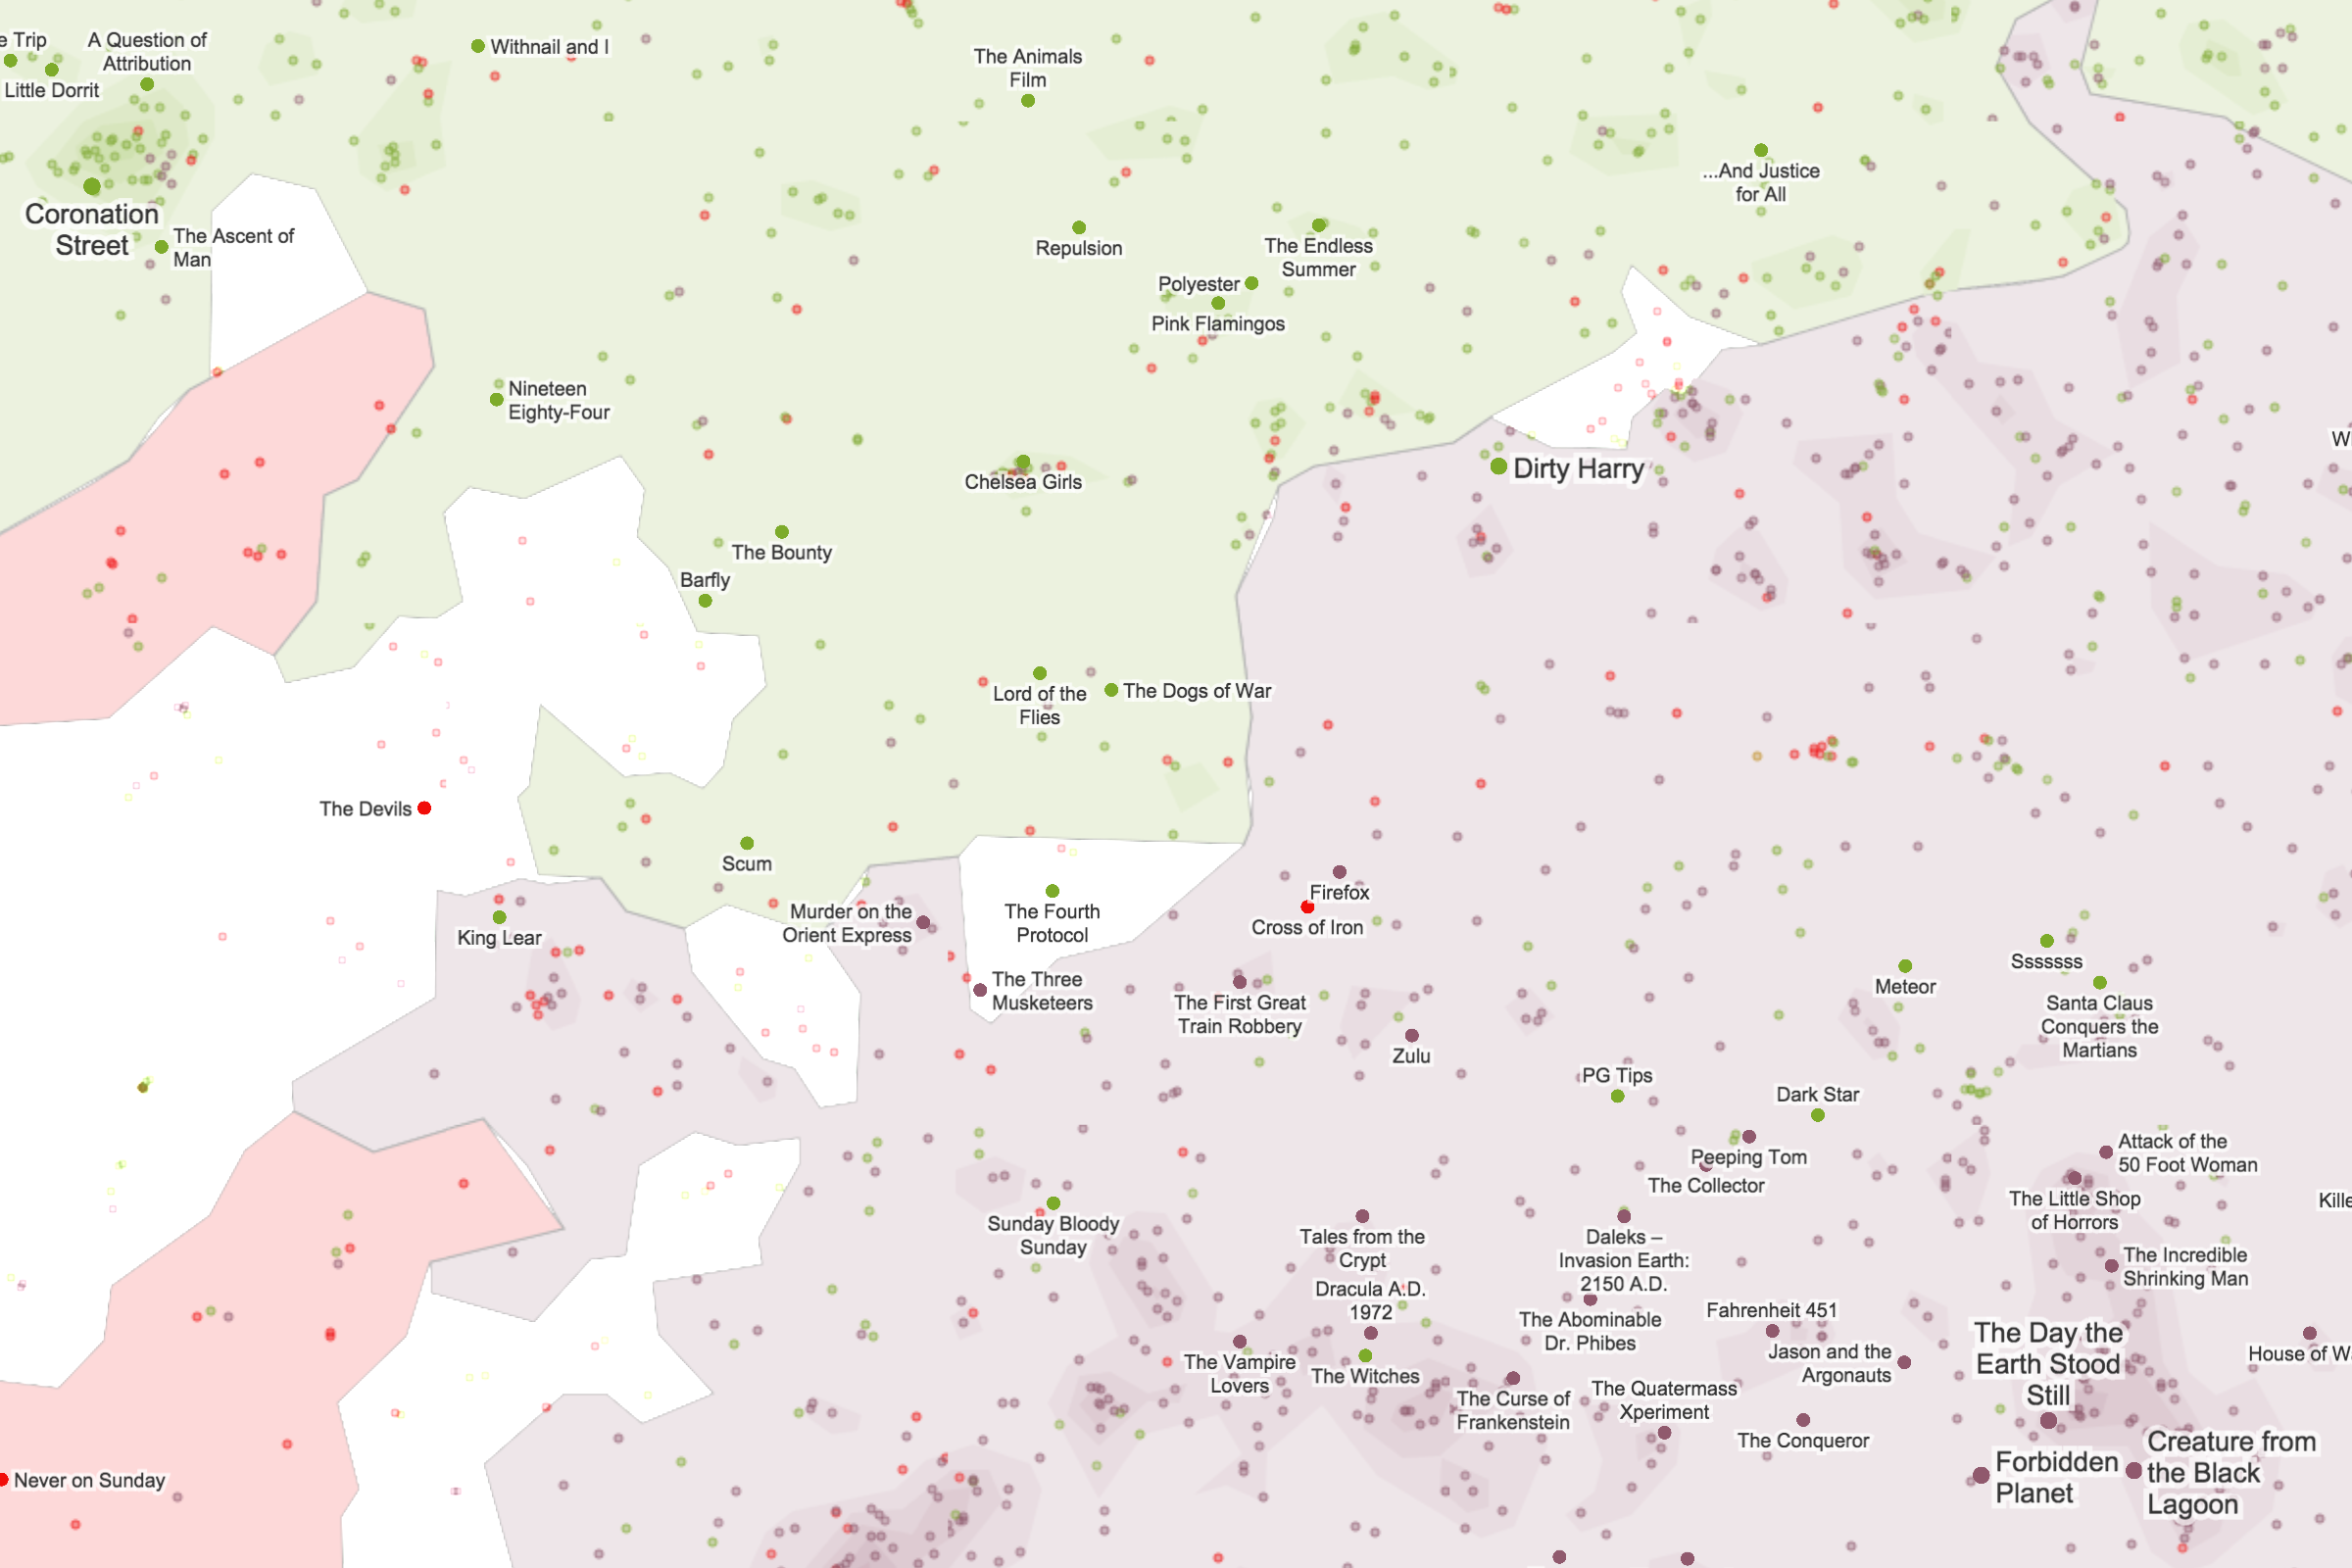 e Trip
Little Dorrit
A Question of
Attribution
Withnail and I
The Animals
Film
Coronation
Street
The Ascent of
Man
Repulsion
The Endless
Summer
Polyester
Pink Flamingos
...And Justice
for All
Nineteen
Eighty-Four
Chelsea Girls
Dirty Harry
W
The Bounty
Barfly
Lord of the
Flies
The Dogs of War
The Devils
Scum
King Lear
Murder on the
Orient Express
The Fourth
Protocol
The Three
Musketeers
Firefox
Cross of Iron
The First Great
Train Robbery
Zulu
Meteor
Sssssss
Santa Claus
Conquers the
Martians
PG Tips
Dark Star
Peeping Tom
The Collector
Attack of the
50 Foot Woman
The Little Shop
of Horrors
Kille
Sunday Bloody
Sunday
Tales from the
Crypt
Daleks –
Invasion Earth:
2150 A.D.
The Incredible
Shrinking Man
Dracula A.D.
1972
The Abominable
Dr. Phibes
Fahrenheit 451
Jason and the
Argonauts
The Day the
Earth Stood
Still
House of W
The Vampire
Lovers
The Witches
The Curse of
Frankenstein
The Quatermass
Xperiment
The Conqueror
Forbidden
Planet
Creature from
the Black
Lagoon
Never on Sunday